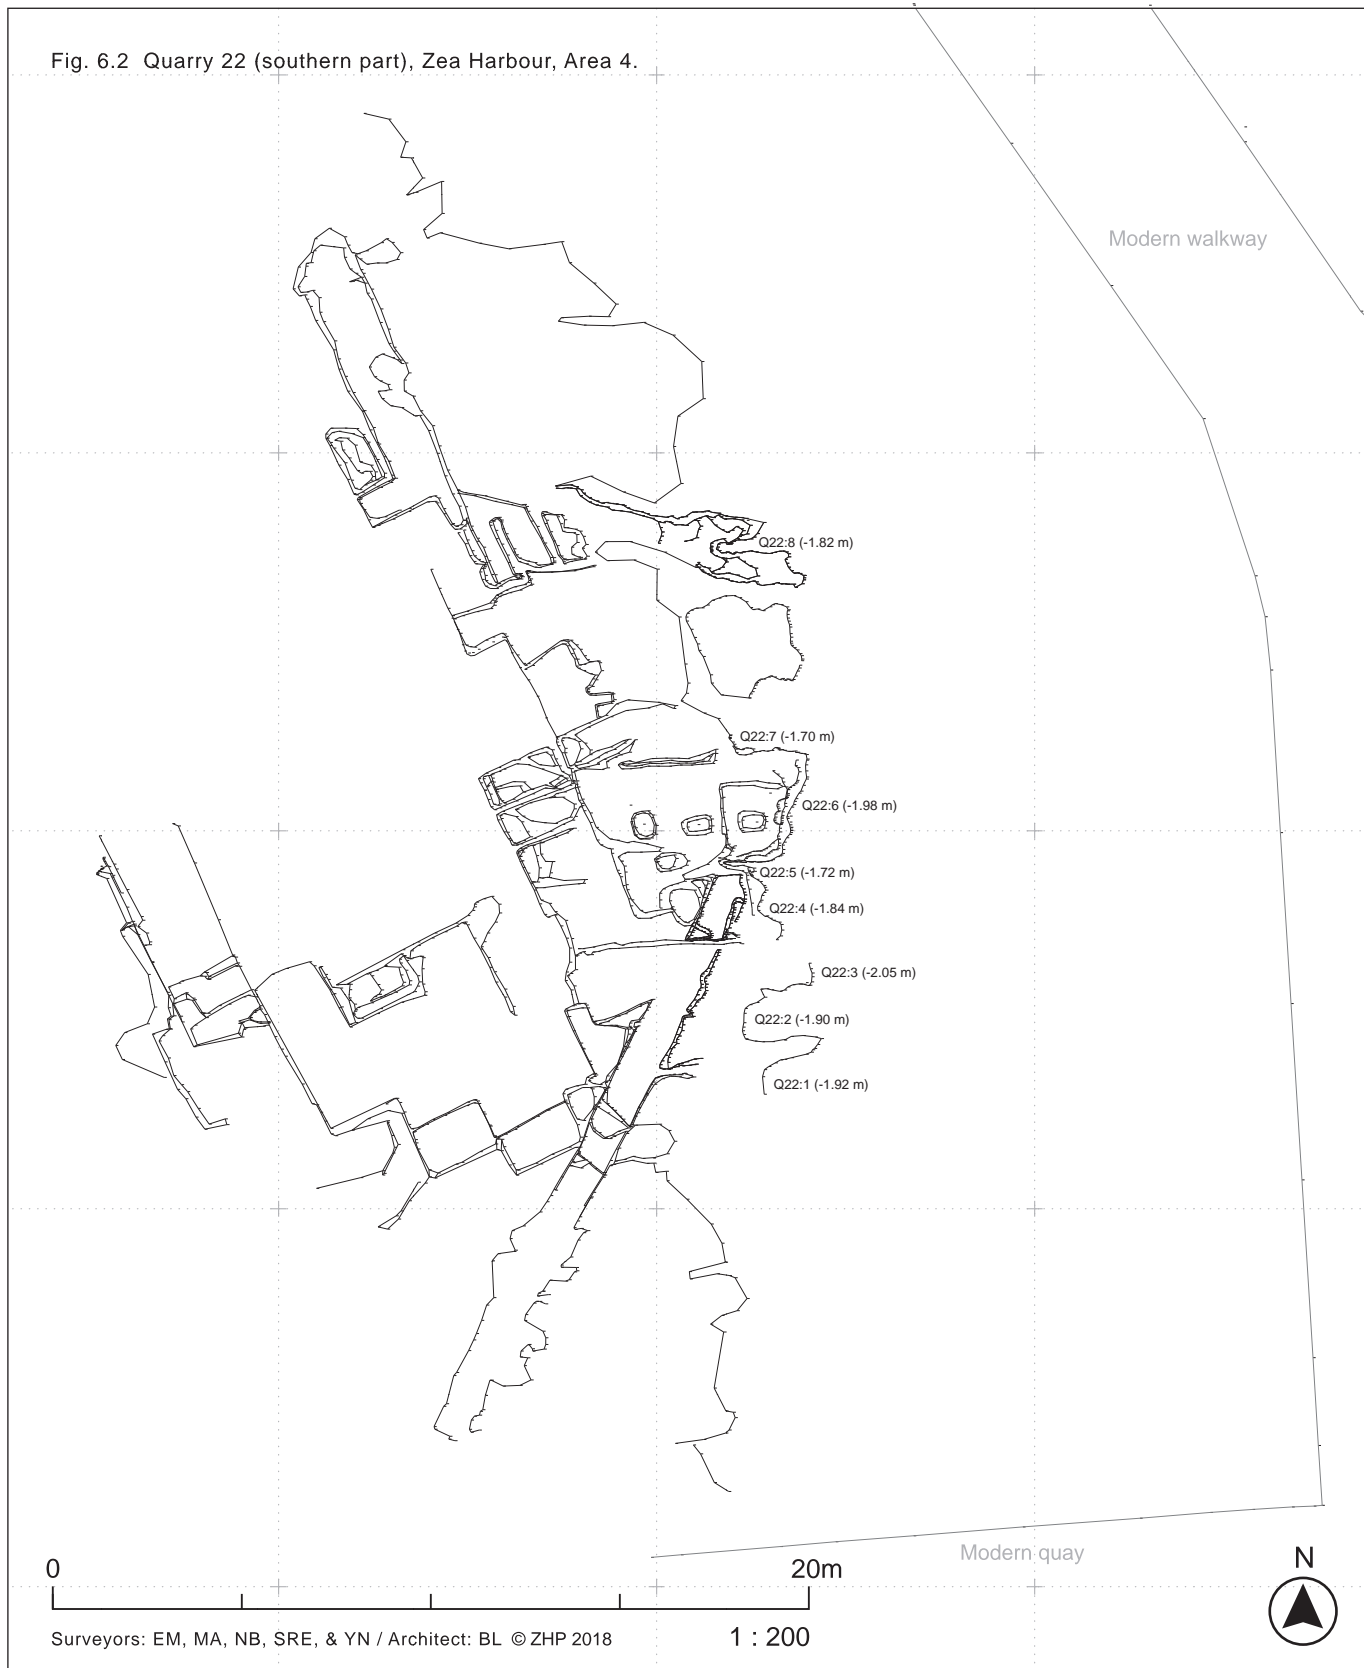 Fig. 6.2 Quarry 22 (southern part), Zea Harbour, Area 4.
Modern walkway
Q22:8 (-1.82 m)
Q22:7 (-1.70 m)
Q22:6 (-1.98 m)
Q22:5 (-1.72 m)
Q22:4 (-1.84 m)
Q22:3 (-2.05 m)
Q22:2 (-1.90 m)
Q22:1 (-1.92 m)
Modern quay
0 20m
N
Surveyors: EM, MA, NB, SRE, & YN / Architect: BL © ZHP 2018
1 : 200